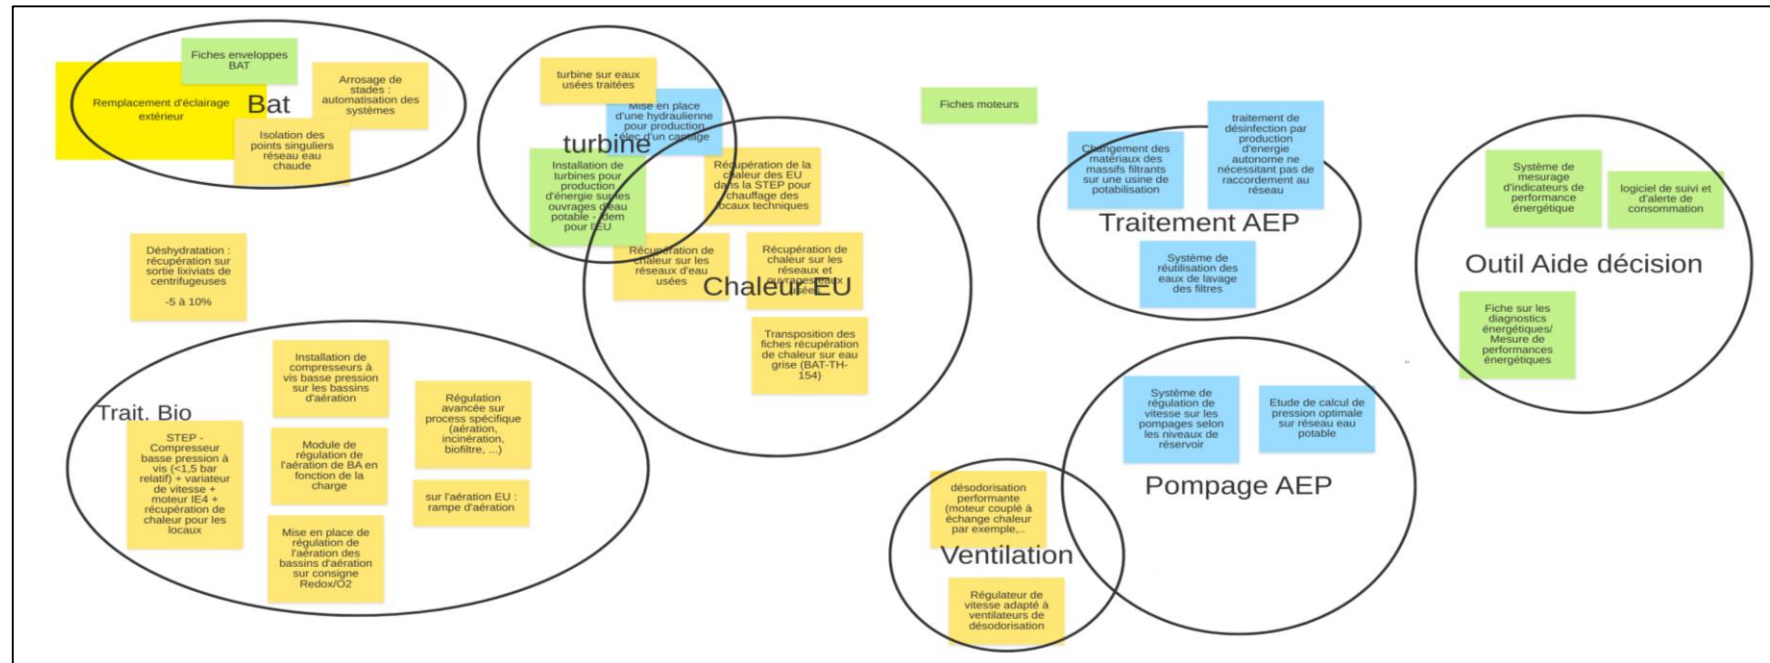 Fiches enveloppes
BAT
Remplacement d'éclairage
extérieur
Bat
Arrosage de
stades :
automatisation des
systèmes
Isolation des
points singuliers
réseau eau
chaude
turbine sur eaux
usées traitées
Mise en place
d'une hydraulienne
pour production
élec d'un captage
turbine
Installation de
turbines pour
production
d'énergie sur les
ouvrages d'eau
potable - idem
pour l'EU
Récupération de la
chaleur des EU
dans la STEP pour
chauffage des
locaux techniques
Récupération de
chaleur sur les
réseaux d'eau
usées
Récupération de
chaleur sur les
réseaux et
ouvrages eaux
usées
Chaleur EU
Transposition des
fiches récupération
de chaleur sur eau
grise (BAT-TH-
154)
Fiches moteurs
Changement des
matériaux des
massifs filtrants
sur une usine de
potabilisation
traitement de
désinfection par
production
d'energie
autonome ne
nécessitant pas de
raccordement au
réseau
Traitement AEP
Système de
réutilisation des
eaux de lavage
des filtres
Système de
mesurage
d'indicateurs de
performance
énergétique
logiciel de suivi et
d'alerte de
consommation
Outil Aide décision
Fiche sur les
diagnostics
énergétiques/
Mesure de
performances
énergétiques
Déshydratation :
récupération sur
sortie lixiviats de
centrifugeuses
-5 à 10%
Trait. Bio
STEP -
Compresseur
basse pression à
vis (<1,5 bar
relatif) + variateur
de vitesse +
moteur IE4 +
récupération de
chaleur pour les
locaux
Installation de
compresseurs à
vis basse pression
sur les bassins
d'aération
Module de
régulation de
l'aération de BA en
fonction de la
charge
Mise en place de
régulation de
l'aération des
bassins d'aération
sur consigne
Redox/O2
Régulation
avancée sur
process spécifique
(aération,
incinération,
biofiltre, ...)
sur l'aération EU :
rampe d'aération
Système de
régulation de
vitesse sur les
pompages selon
les niveaux de
réservoir
Etude de calcul de
pression optimale
sur réseau eau
potable
Pompage AEP
désodorisation
performante
(moteur couplé à
échange chaleur
par exemple,..
Ventilation
Régulateur de
vitesse adapté à
ventilateurs de
désodorisation